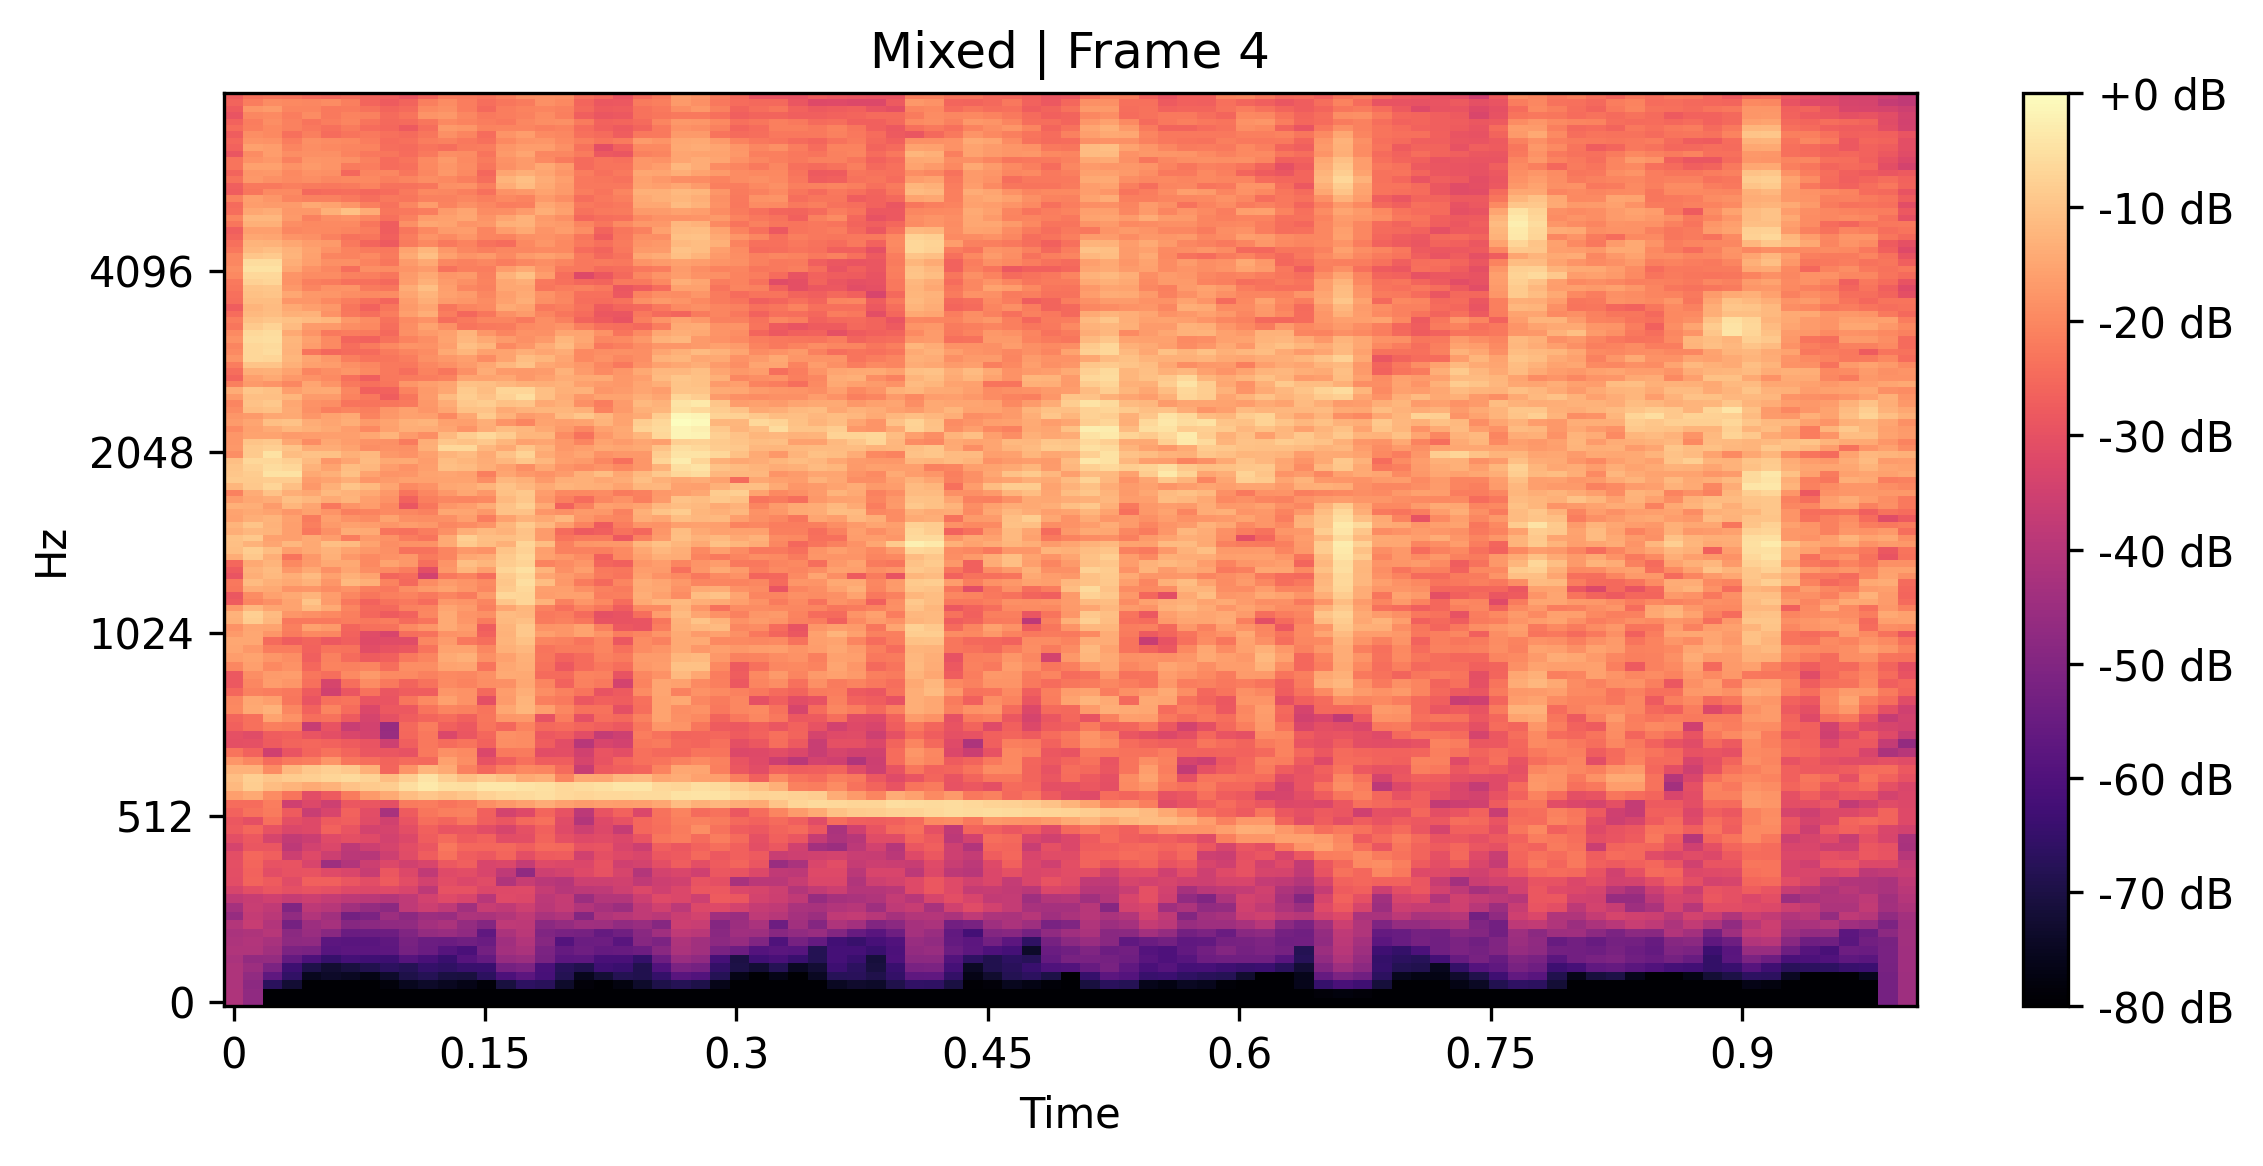 Mixed | Frame 4
Hz
4096
2048
1024
512
0
0 0.15 0.3 0.45 0.6 0.75 0.9
Time
+0 dB
-10 dB
-20 dB
-30 dB
-40 dB
-50 dB
-60 dB
-70 dB
-80 dB